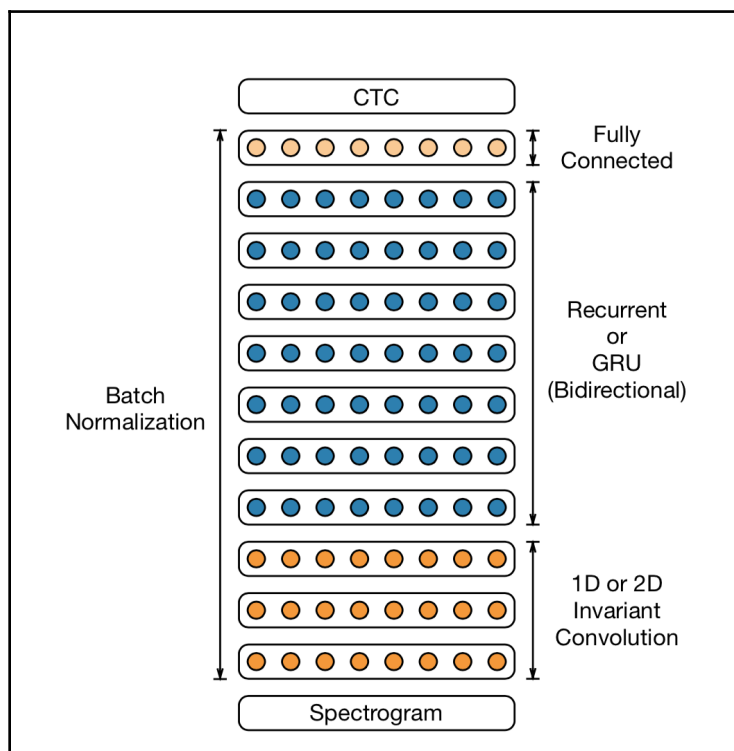 CTC
Fully
Connected
Recurrent
or
GRU
(Bidirectional)
Batch
Normalization
1D or 2D
Invariant
Convolution
Spectrogram